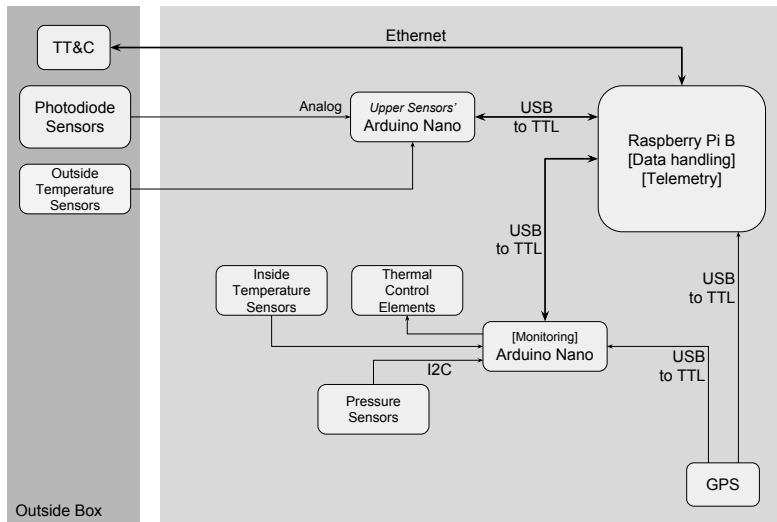 Ethernet
TT&C
Photodiode
Sensors
Analog
Upper Sensors'
Arduino Nano
USB
to TTL
Raspberry Pi B
[Data handling]
[Telemetry]
Outside
Temperature
Sensors
USB
to TTL
Inside
Temperature
Sensors
Thermal
Control
Elements
USB
to TTL
[Monitoring]
Arduino Nano
I2C
USB
to TTL
Pressure
Sensors
GPS
Outside Box